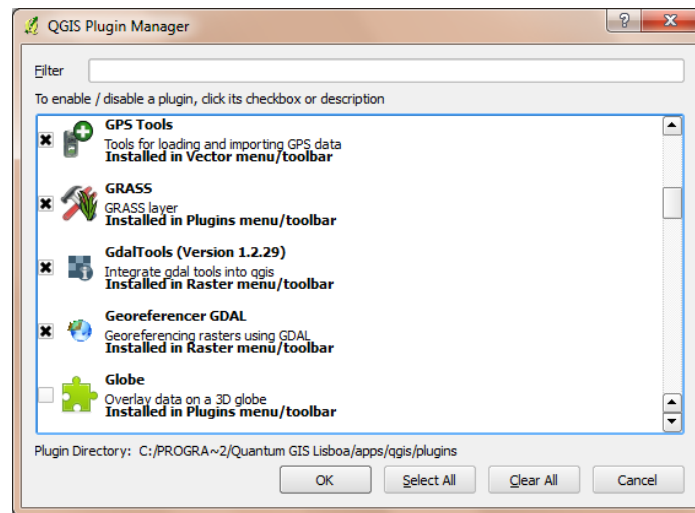 QGIS Plugin Manager
Filter
To enable / disable a plugin, click its checkbox or description
GPS Tools
Tools for loading and importing GPS data
Installed in Vector menu/toolbar
GRASS
GRASS layer
Installed in Plugins menu/toolbar
GdalTools (Version 1.2.29)
Integrate gdal tools into qgis
Installed in Raster menu/toolbar
Georeferencer GDAL
Georeferencing rasters using GDAL
Installed in Raster menu/toolbar
Globe
Overlay data on a 3D globe
Installed in Plugins menu/toolbar
Plugin Directory: C:/PROGRA~2/Quantum GIS Lisboa/apps/qgis/plugins
OK Select All Clear All Cancel